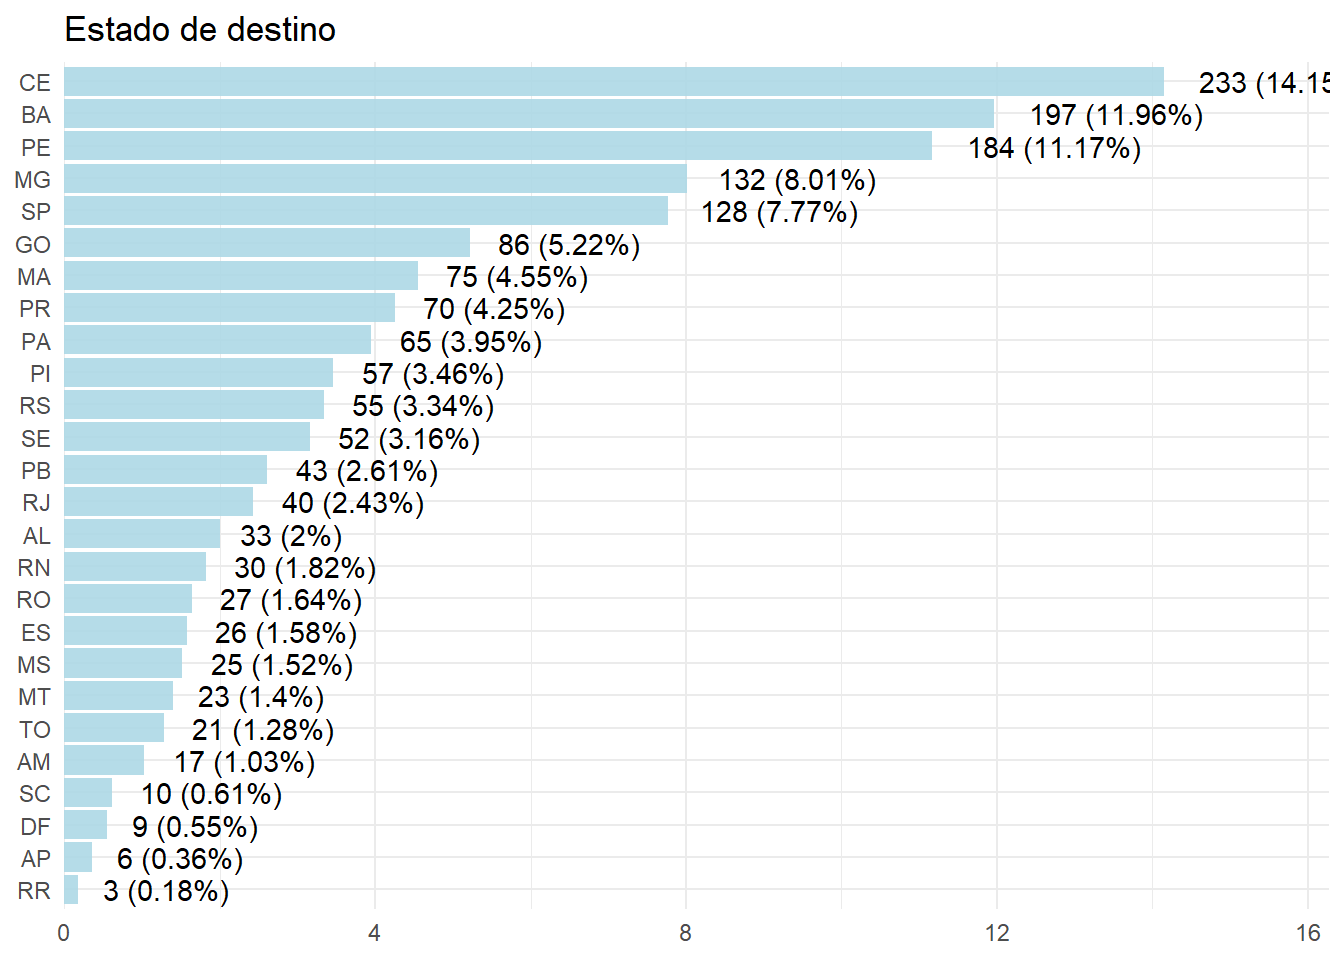 Estado de destino
CE 233 (14.15
BA 197 (11.96%)
PE 184 (11.17%)
MG 132 (8.01%)
SP 128 (7.77%)
GO 86 (5.22%)
MA 75 (4.55%)
PR 70 (4.25%)
PA 65 (3.95%)
PI 57 (3.46%)
RS 55 (3.34%)
SE 52 (3.16%)
PB 43 (2.61%)
RJ 40 (2.43%)
AL 33 (2%)
RN 30 (1.82%)
RO 27 (1.64%)
ES 26 (1.58%)
MS 25 (1.52%)
MT 23 (1.4%)
TO 21 (1.28%)
AM 17 (1.03%)
SC 10 (0.61%)
DF 9 (0.55%)
AP 6 (0.36%)
RR 3 (0.18%)
0 4 8 12 16